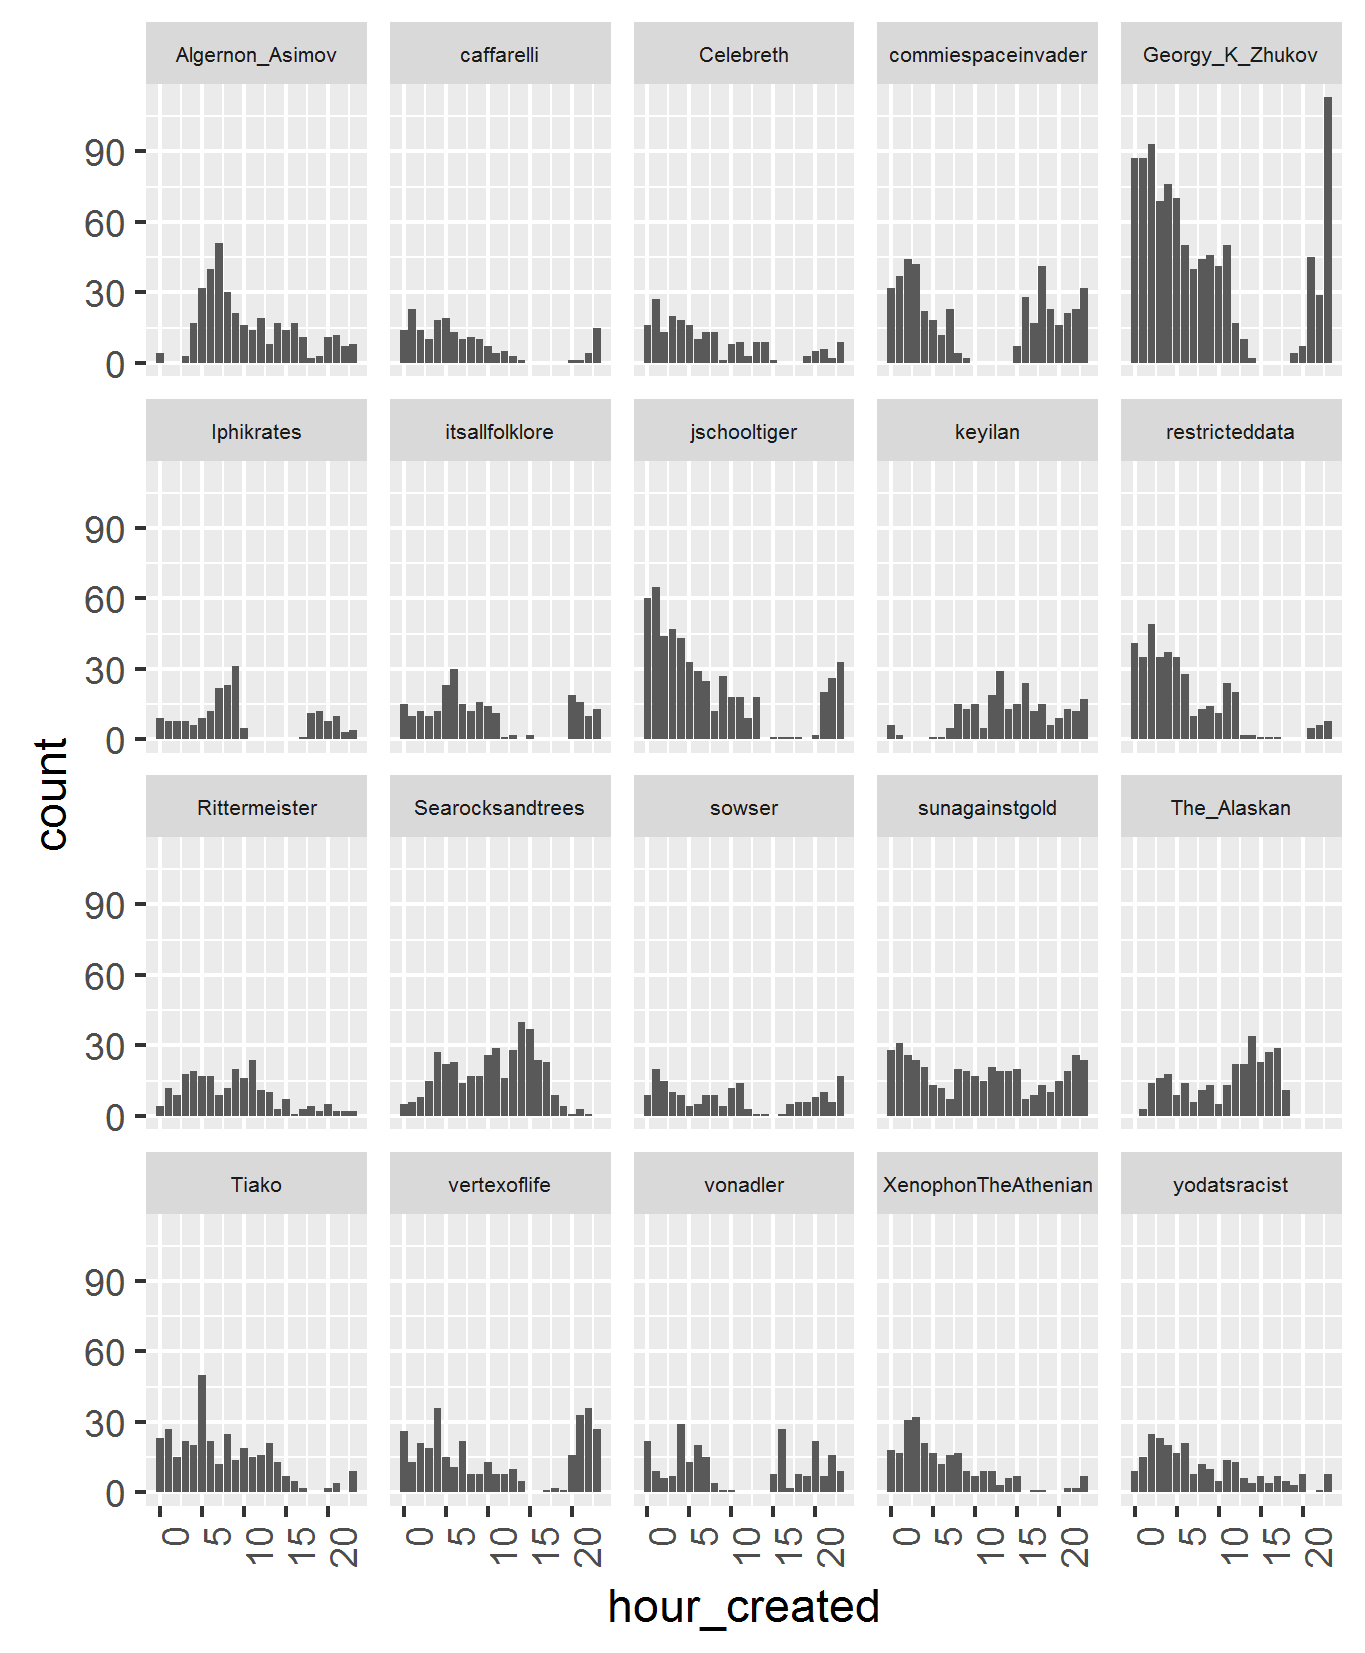 Algernon_Asimov caffarelli Celebreth commiespaceinvader Georgy_K_Zhukov
90
60
30
0
Iphikrates itsallfolklore jschooltiger keyilan restricteddata
90
60
30
0
Rittermeister Searocksandtrees sowser sunagainstgold The_Alaskan
90
60
30
0
Tiako vertexoflife vonadler XenophonTheAthenian yodatsracist
90
60
30
0
count
0 5 10 15 20 0 5 10 15 20 0 5 10 15 20 0 5 10 15 20 0 5 10 15 20
hour_created